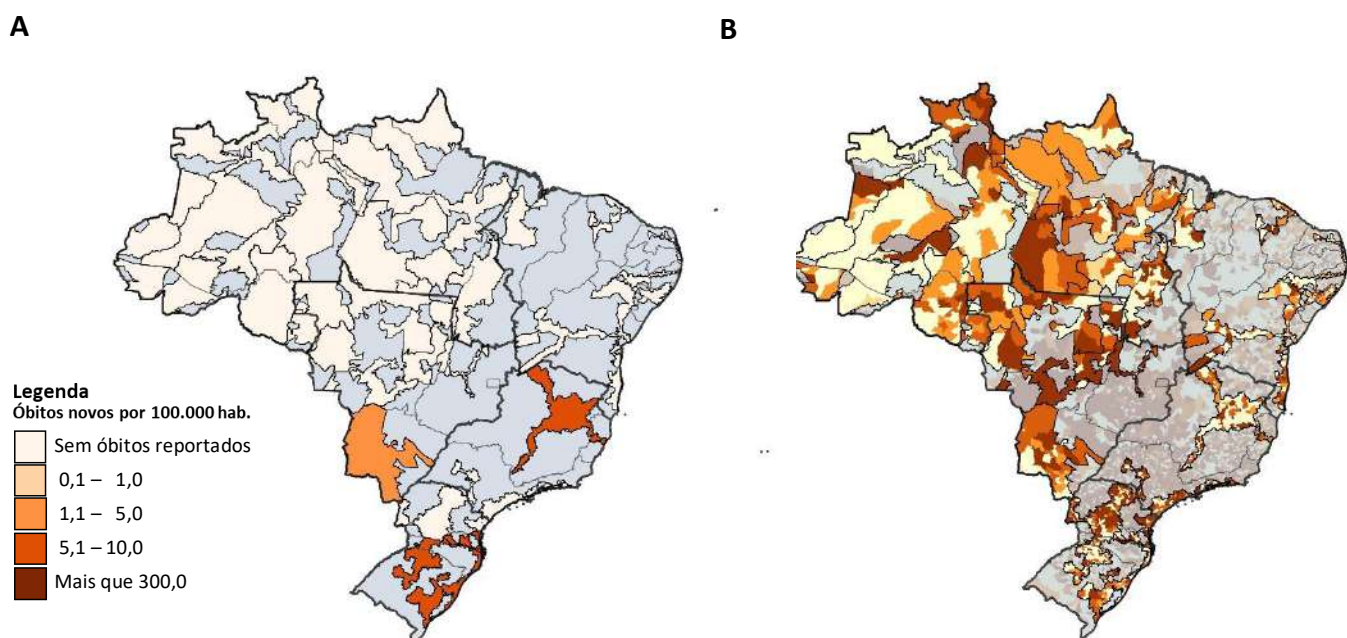 A
B
Legenda
Óbitos novos por 100.000 hab.
Sem óbitos reportados
0,1 – 1,0
1,1 – 5,0
5,1 – 10,0
Mais que 300,0